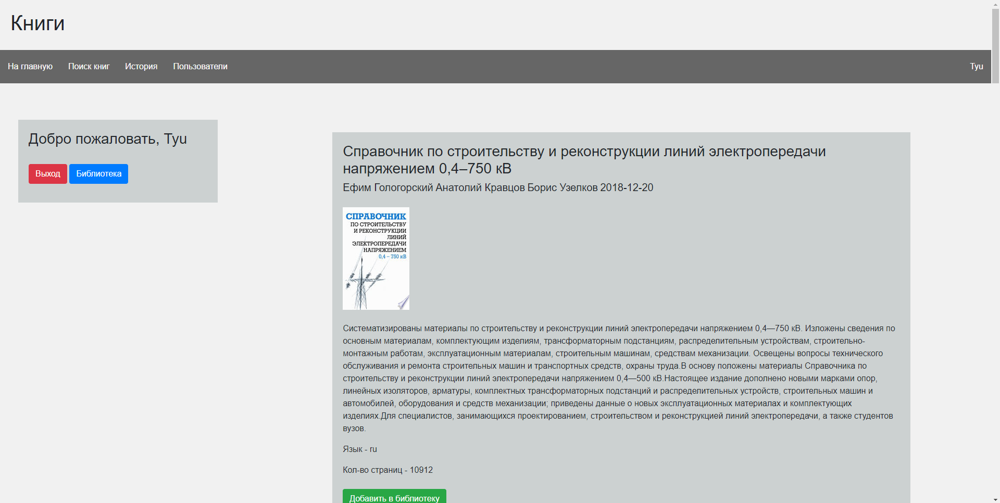 Книги
На главную Поиск книг История Пользователи Tyu
Добро пожаловать, Tyu
Выход Библиотека
Справочник по строительству и реконструкции линий электропередачи
напряжением 0,4–750 кВ
Ефим Гологорский Анатолий Кравцов Борис Узелков 2018-12-20
СПРАВОЧНИК
ПО СТРОИТЕЛЬСТВУ
И РЕКОНСТРУКЦИИ
ЛИНИЙ
ЭЛЕКТРОПЕРЕДАЧИ
НАПРЯЖЕНИЕМ
0,4 – 750 кВ
Систематизированы материалы по строительству и реконструкции линий электропередачи напряжением 0,4—750 кВ. Изложены сведения по
основным материалам, комплектующим изделиям, трансформаторным подстанциям, распределительным устройствам, строительно-
монтажным работам, эксплуатационным материалам, строительным машинам, средствам механизации. Освещены вопросы технического
обслуживания и ремонта строительных машин и транспортных средств, охраны труда.В основу положены материалы Справочника по
строительству и реконструкции линий электропередачи напряжением 0,4—500 кВ.Настоящее издание дополнено новыми марками опор,
линейных изоляторов, арматуры, комплектных трансформаторных подстанций и распределительных устройств, строительных машин и
автомобилей, оборудования и средств механизации; приведены данные о новых эксплуатационных материалах и комплектующих
изделиях.Для специалистов, занимающихся проектированием, строительством и реконструкцией линий электропередачи, а также студентов
вузов.
Язык - ru
Кол-во страниц - 10912
Добавить в библиотеку